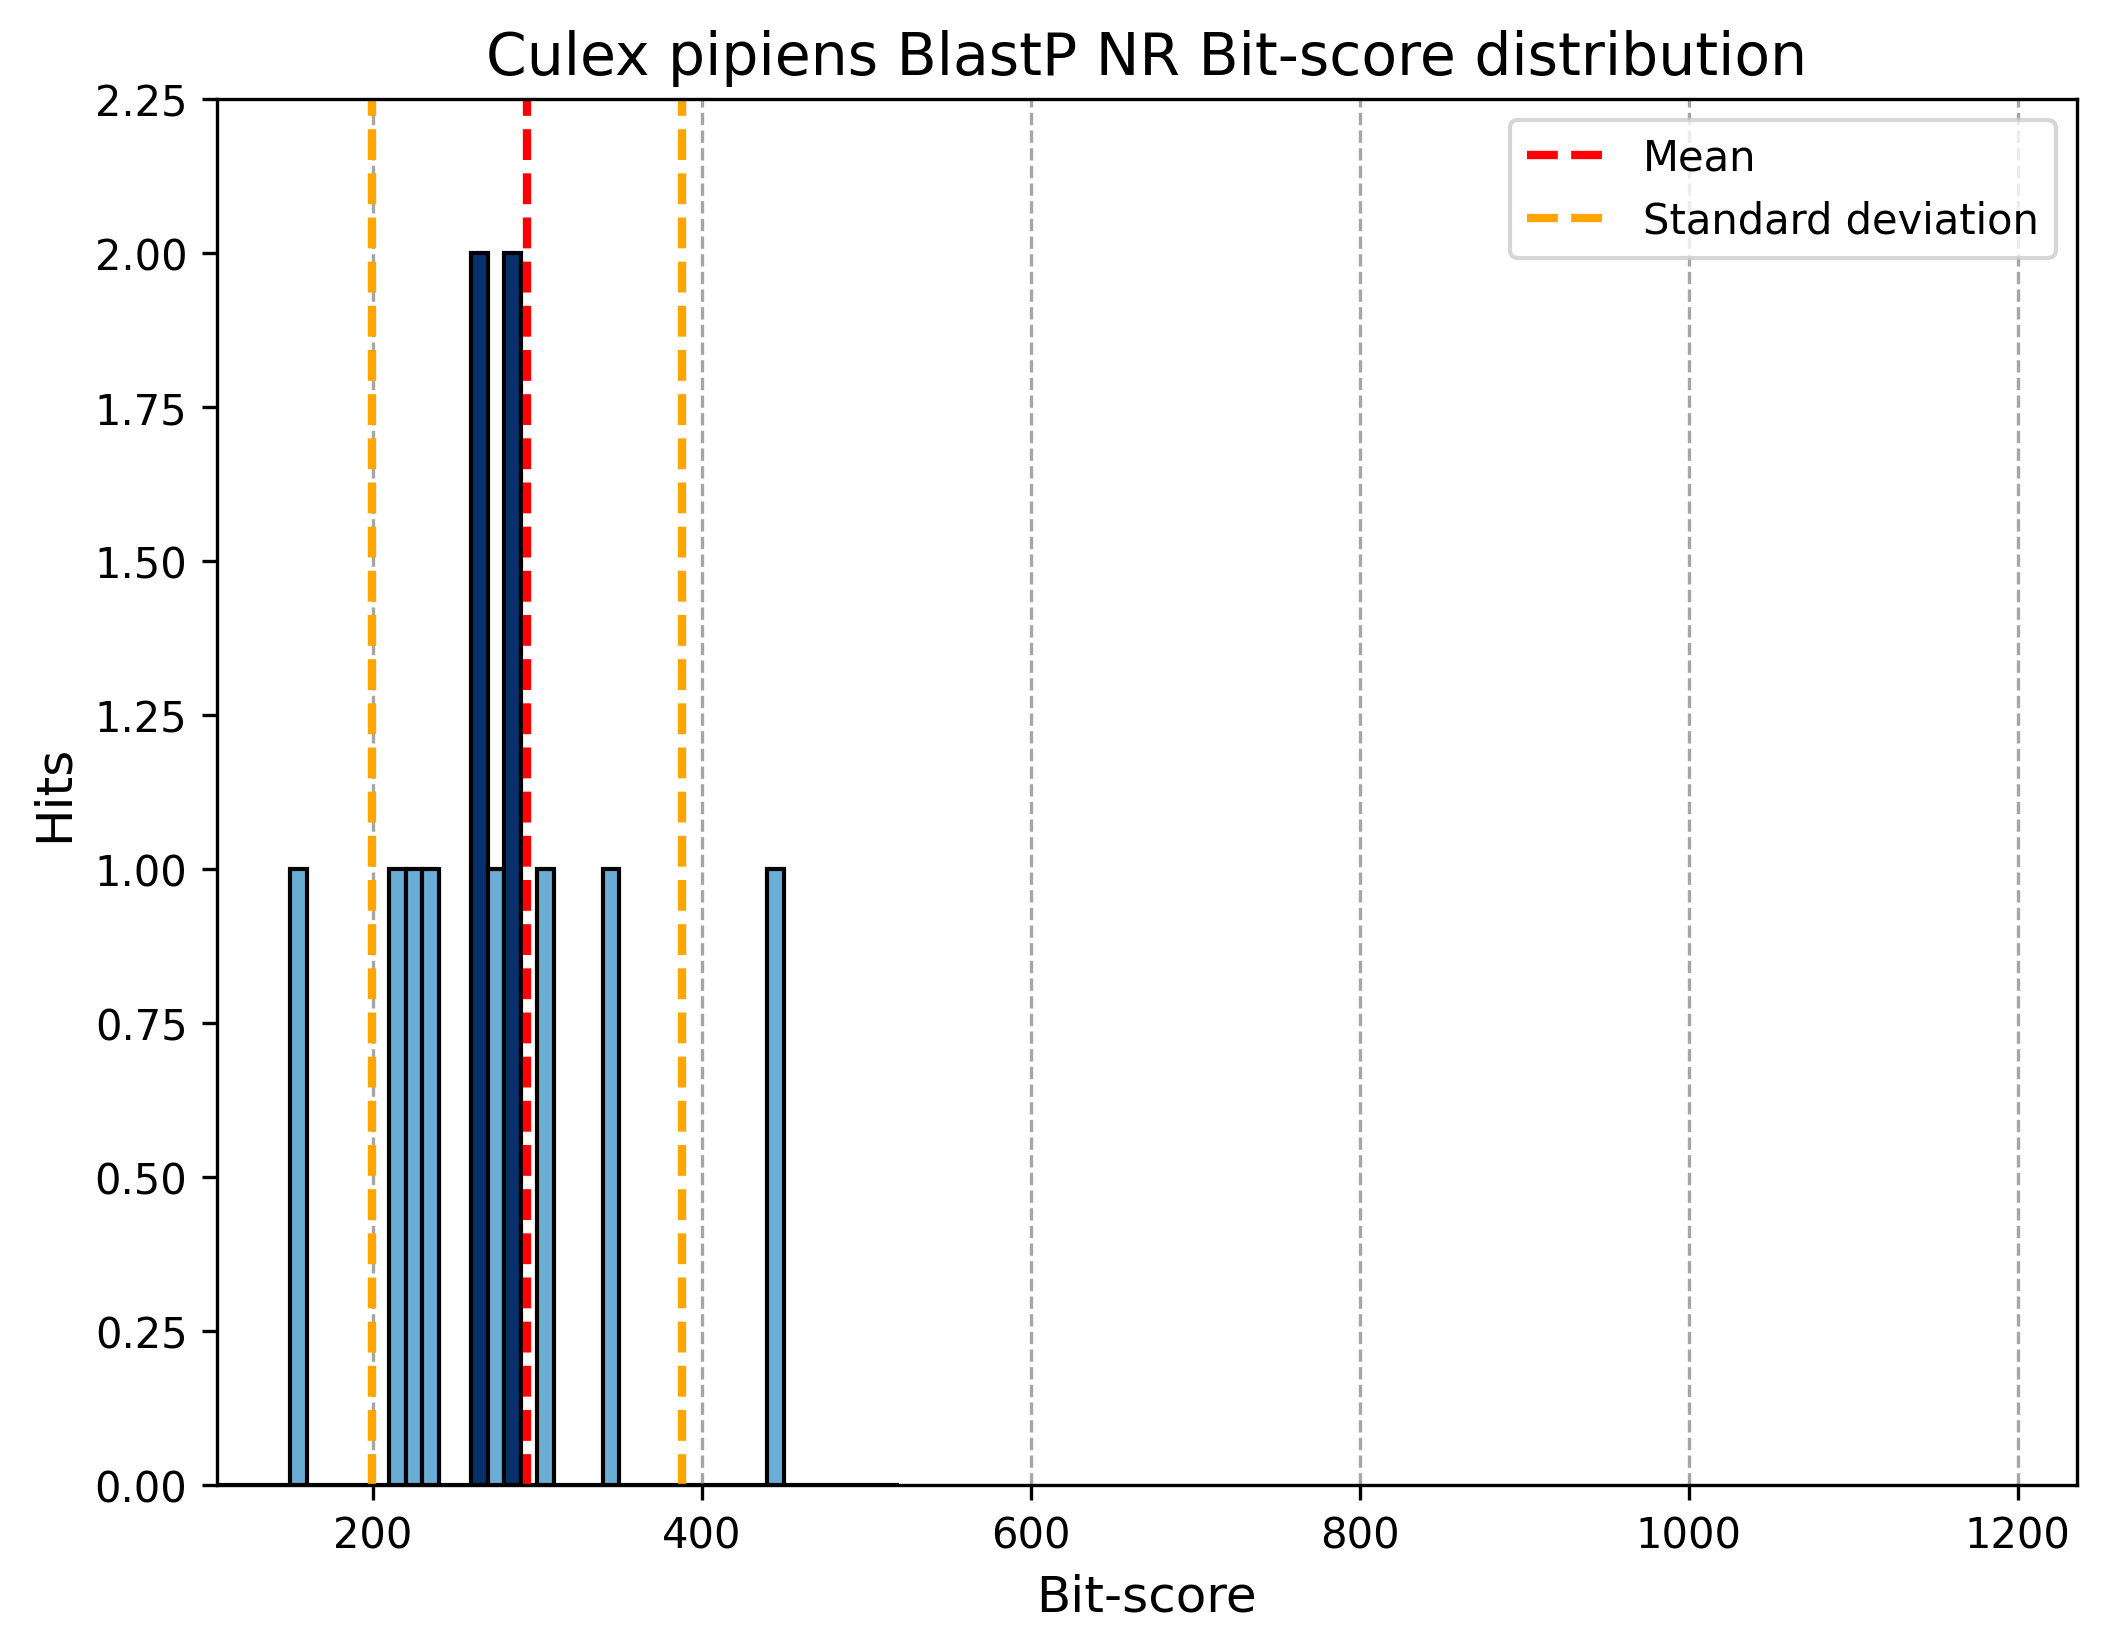 Culex pipiens BlastP NR Bit-score distribution
2.25
2.00
1.75
1.50
1.25
1.00
0.75
0.50
0.25
0.00
Hits
Mean
Standard deviation
200 400 600 800 1000 1200
Bit-score